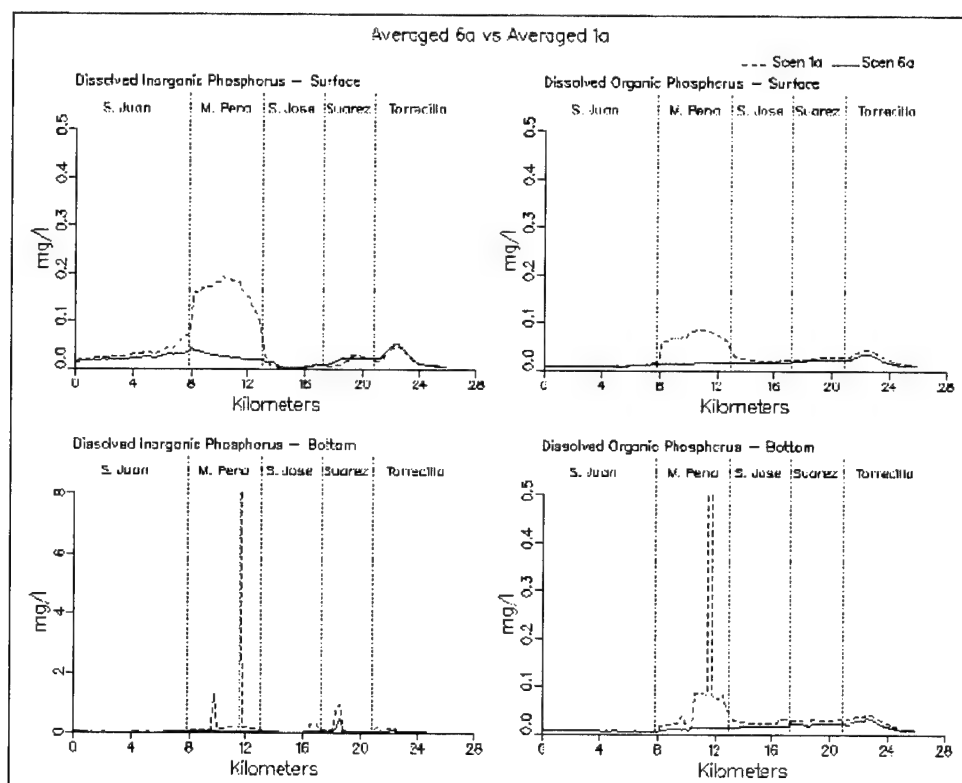 Averaged 6a vs Averaged 1a
Scen 1a Scen 6a
Dissolved Inorganic Phosphorus – Surface
S. Juan M. Pena S. Jose Suarez Torrecilla
0.5
0.4
0.3
0.2
0.1
0.0
mg/l
0 4 8 12 16 20 24 28
Kilometers
Dissolved Organic Phosphorus – Surface
S. Juan M. Pena S. Jose Suarez Torrecilla
0.5
0.4
0.3
0.2
0.1
0.0
mg/l
0 4 8 12 16 20 24 28
Kilometers
Dissolved Inorganic Phosphorus – Bottom
S. Juan M. Pena S. Jose Suarez Torrecilla
8
6
4
2
0
mg/l
0 4 8 12 16 20 24 28
Kilometers
Dissolved Organic Phosphorus – Bottom
S. Juan M. Pena S. Jose Suarez Torrecilla
0.5
0.4
0.3
0.2
0.1
0.0
mg/l
0 4 8 12 16 20 24 28
Kilometers